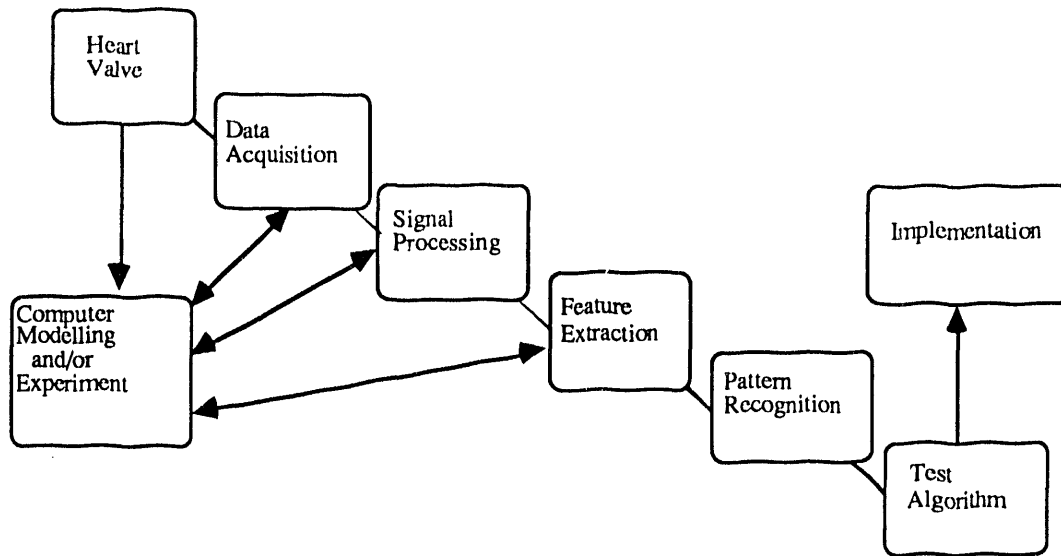 Heart
Valve
Data
Acquisition
Signal
Processing
Implementation
Computer
Modelling
and/or
Experiment
Feature
Extraction
Pattern
Recognition
Test
Algorithm